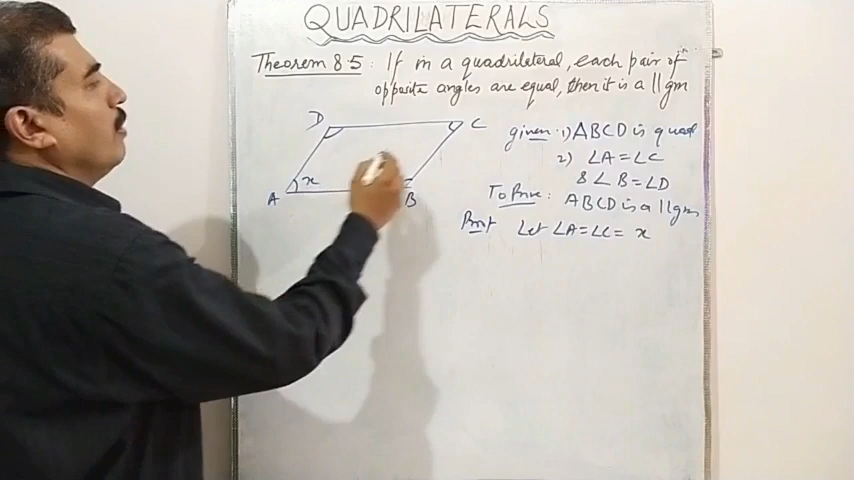 QUADRILATERALS
Theorem 8.5 : If in a quadrilateral, each pair of
opposite angles are equal, then it is a ||gm
D
C
A
x
B
given :1) ABCD is quad
2) ∠A = ∠C
& ∠B = ∠D
To Prove : ABCD is a ||gm
Proof Let ∠A = ∠C = x